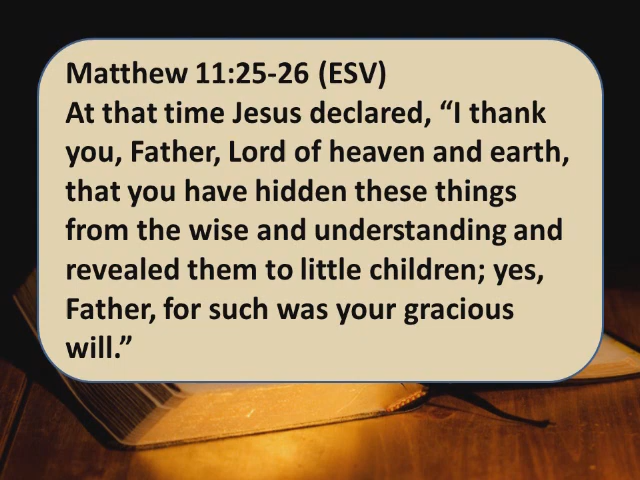 Matthew 11:25-26 (ESV)
At that time Jesus declared, “I thank
you, Father, Lord of heaven and earth,
that you have hidden these things
from the wise and understanding and
revealed them to little children; yes,
Father, for such was your gracious
will.”